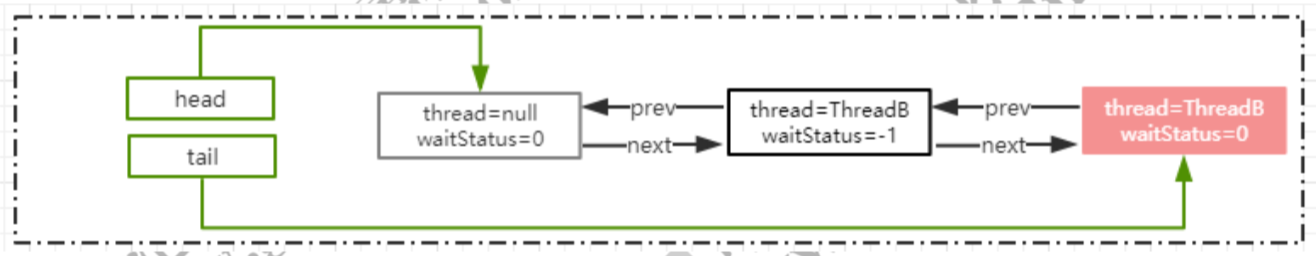 head
tail
thread=null
waitStatus=0
prev
next
thread=ThreadB
waitStatus=-1
prev
next
thread=ThreadB
waitStatus=0